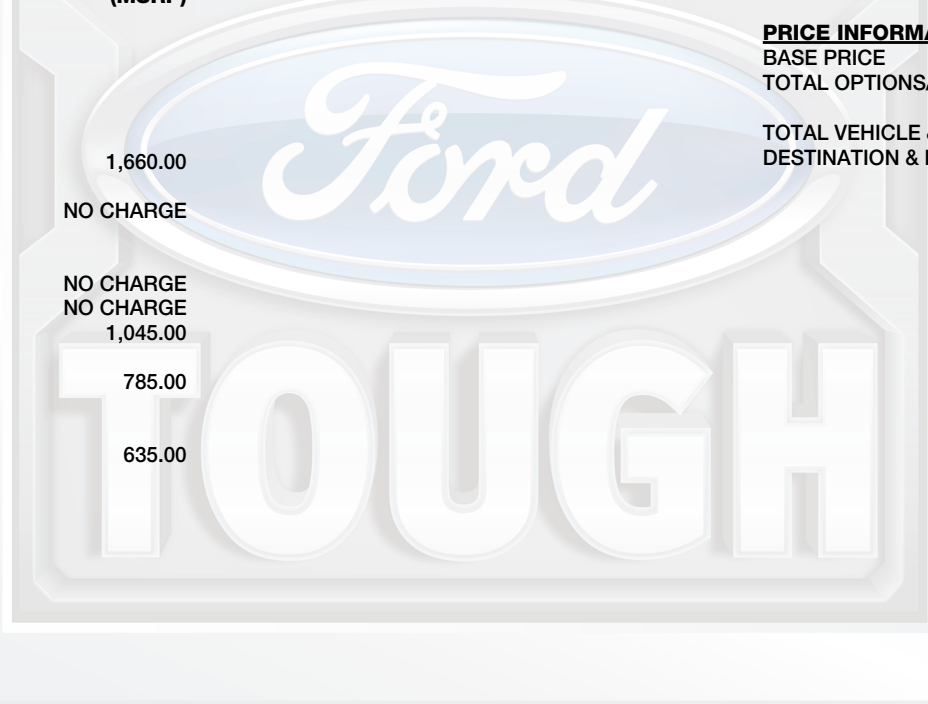 (MSRP)
1,660.00
NO CHARGE
NO CHARGE
NO CHARGE
1,045.00
785.00
635.00
PRICE INFORMA
BASE PRICE
TOTAL OPTIONS
TOTAL VEHICLE
DESTINATION &
Ford
TOUGH